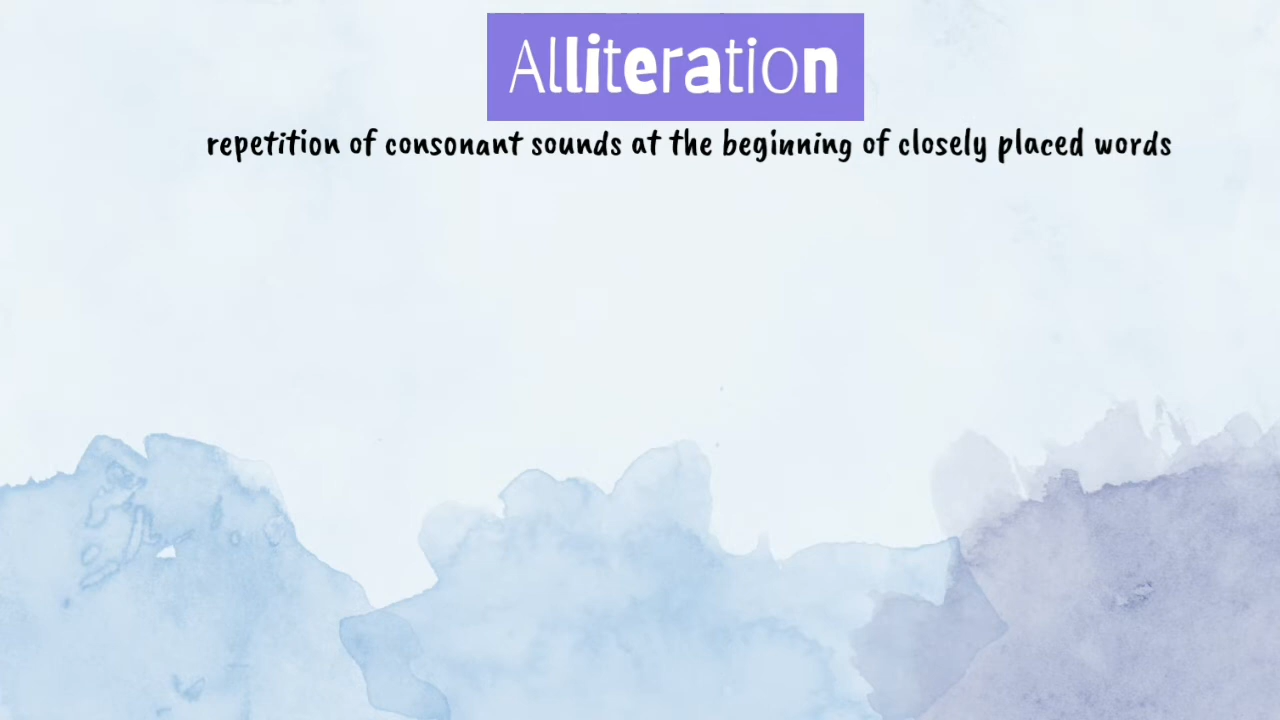 Alliteration
repetition of consonant sounds at the beginning of closely placed words